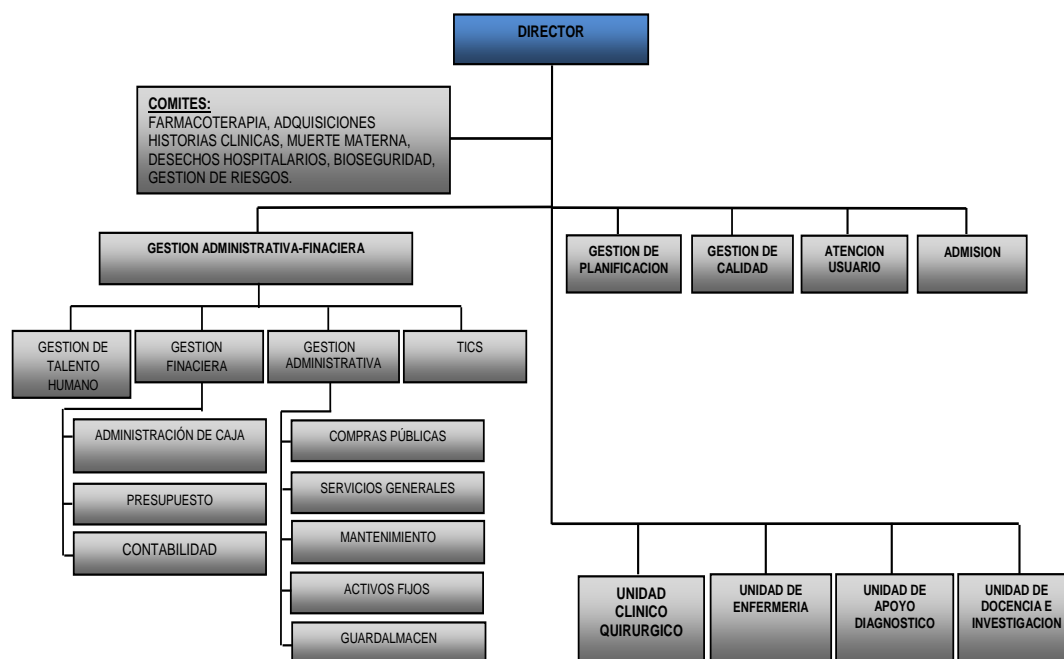 DIRECTOR
COMITES:
FARMACOTERAPIA, ADQUISICIONES
HISTORIAS CLINICAS, MUERTE MATERNA,
DESECHOS HOSPITALARIOS, BIOSEGURIDAD,
GESTION DE RIESGOS.
GESTION ADMINISTRATIVA-FINACIERA
GESTION DE
PLANIFICACION
GESTION DE
CALIDAD
ATENCION
USUARIO
ADMISION
GESTION DE
TALENTO
HUMANO
GESTION
FINACIERA
GESTION
ADMINISTRATIVA
TICS
ADMINISTRACIÓN DE CAJA
PRESUPUESTO
CONTABILIDAD
COMPRAS PÚBLICAS
SERVICIOS GENERALES
MANTENIMIENTO
ACTIVOS FIJOS
GUARDALMACEN
UNIDAD
CLINICO
QUIRURGICO
UNIDAD DE
ENFERMERIA
UNIDAD DE
APOYO
DIAGNOSTICO
UNIDAD DE
DOCENCIA E
INVESTIGACION